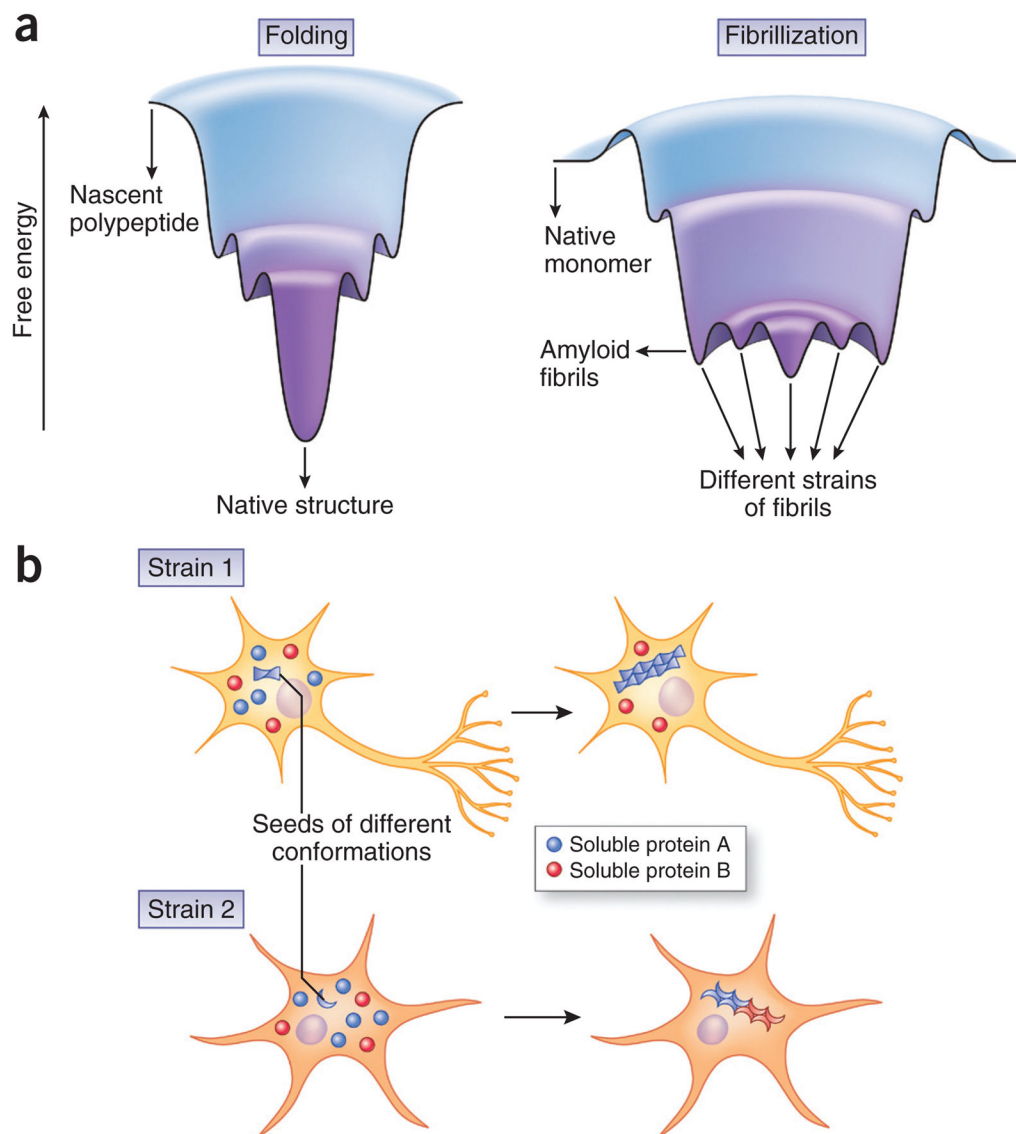 a
Folding
Fibrillization
Free energy
Nascent
polypeptide
Native
monomer
Amyloid
fibrils
Native structure
Different strains
of fibrils
b
Strain 1
Seeds of different
conformations
Soluble protein A
Soluble protein B
Strain 2